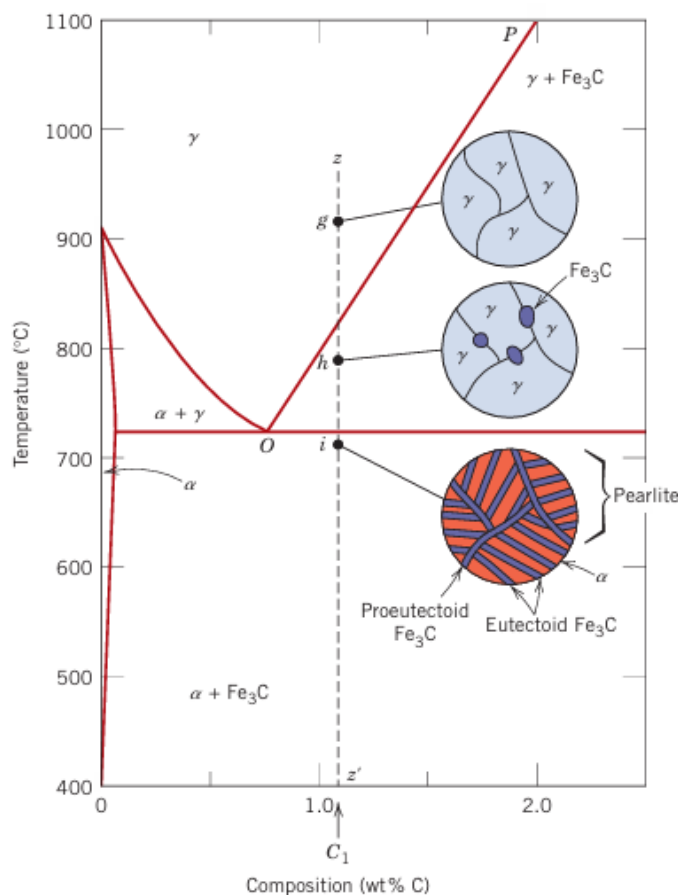 1100
P
γ + Fe₃C
1000
γ
z
γ
γ
γ
g
γ
900
Fe₃C
γ
800
γ
γ
h
γ
α + γ
O
i
700
α
Pearlite
600
α
Proeutectoid
Fe₃C
Eutectoid Fe₃C
500
α + Fe₃C
z′
400
0
1.0
2.0
C₁
Composition (wt% C)
Temperature (°C)